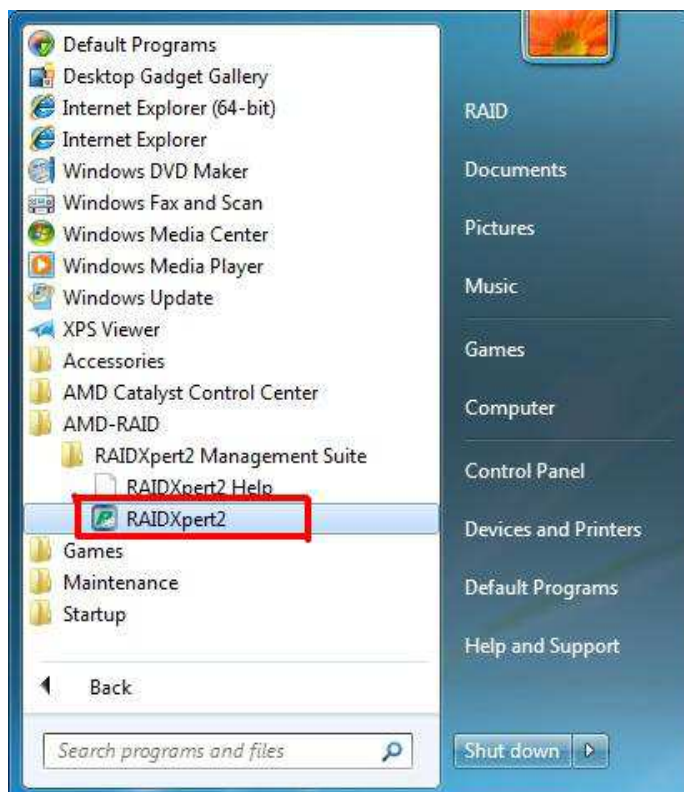 Default Programs
Desktop Gadget Gallery
Internet Explorer (64-bit)
Internet Explorer
Windows DVD Maker
Windows Fax and Scan
Windows Media Center
Windows Media Player
Windows Update
XPS Viewer
Accessories
AMD Catalyst Control Center
AMD-RAID
RAIDXpert2 Management Suite
RAIDXpert2 Help
RAIDXpert2
Games
Maintenance
Startup
Back
Search programs and files
RAID
Documents
Pictures
Music
Games
Computer
Control Panel
Devices and Printers
Default Programs
Help and Support
Shut down